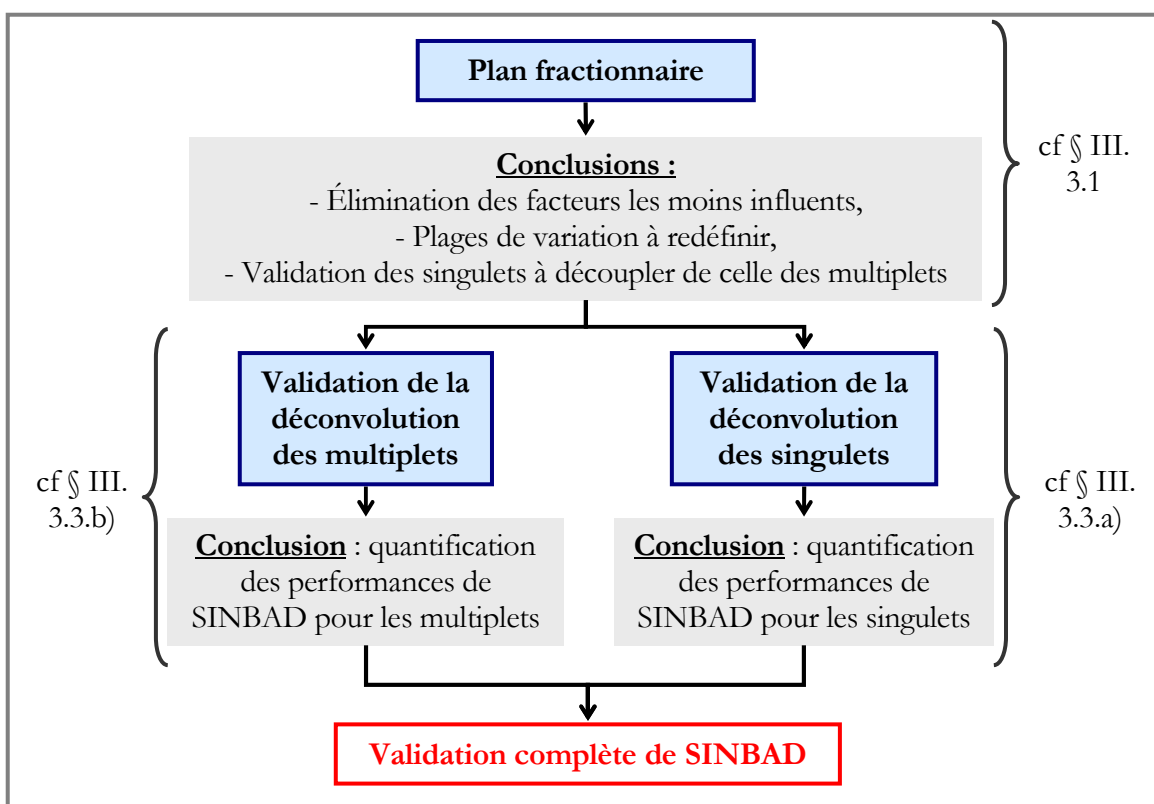 Plan fractionnaire
Conclusions :
- Élimination des facteurs les moins influents,
- Plages de variation à redéfinir,
- Validation des singulets à découpler de celle des multiplets
cf § III.
3.1
Validation de la
déconvolution
des multiplets
Validation de la
déconvolution
des singulets
cf § III.
3.3.b)
Conclusion : quantification
des performances de
SINBAD pour les multiplets
Conclusion : quantification
des performances de
SINBAD pour les singulets
cf § III.
3.3.a)
Validation complète de SINBAD